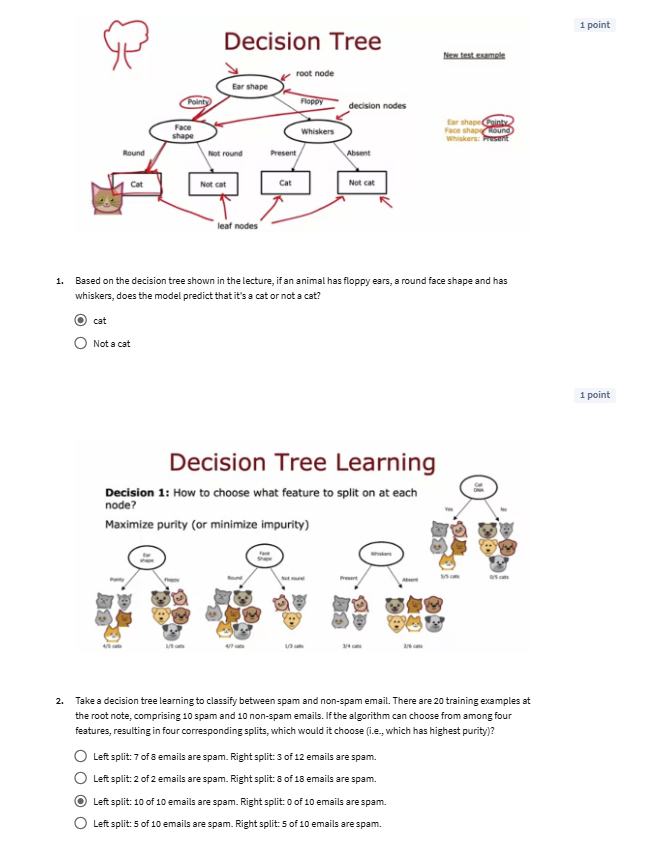 1 point
Decision Tree
New test example
root node
Ear shape
Pointy
Floppy
decision nodes
Ear shape: Pointy
Face shape: Round
Whiskers: Present
Face
shape
Whiskers
Round
Not round
Present
Absent
Cat
Not cat
Cat
Not cat
leaf nodes
1. Based on the decision tree shown in the lecture, if an animal has floppy ears, a round face shape and has
whiskers, does the model predict that it's a cat or not a cat?
cat
Not a cat
1 point
Decision Tree Learning
Decision 1: How to choose what feature to split on at each
node?
Maximize purity (or minimize impurity)
Cat
DNA
Yes
No
Ear
shape
Face
Shape
Whiskers
Pointy
Floppy
Round
Not round
Present
Absent
5/5 cats
0/5 cats
4/5 cats
1/5 cats
4/7 cats
1/3 cats
3/4 cats
2/6 cats
2. Take a decision tree learning to classify between spam and non-spam email. There are 20 training examples at
the root note, comprising 10 spam and 10 non-spam emails. If the algorithm can choose from among four
features, resulting in four corresponding splits, which would it choose (i.e., which has highest purity)?
Left split: 7 of 8 emails are spam. Right split: 3 of 12 emails are spam.
Left split: 2 of 2 emails are spam. Right split: 8 of 18 emails are spam.
Left split: 10 of 10 emails are spam. Right split: 0 of 10 emails are spam.
Left split: 5 of 10 emails are spam. Right split: 5 of 10 emails are spam.